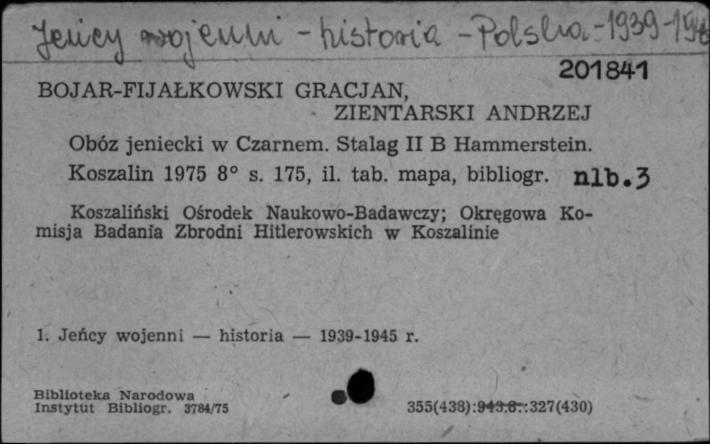 Jeńcy wojenni - historia - Polska - 1939-194
201841
BOJAR-FIJAŁKOWSKI GRACJAN,
ZIENTARSKI ANDRZEJ
Obóz jeniecki w Czarnem. Stalag II B Hammerstein.
Koszalin 1975 8° s. 175, il. tab. mapa, bibliogr. nlb.3
Koszaliński Ośrodek Naukowo-Badawczy; Okręgowa Ko-
misja Badania Zbrodni Hitlerowskich w Koszalinie
1. Jeńcy wojenni — historia — 1939-1945 r.
Biblioteka Narodowa
Instytut Bibliogr. 3784/75
355(438):943.8.:327(430)